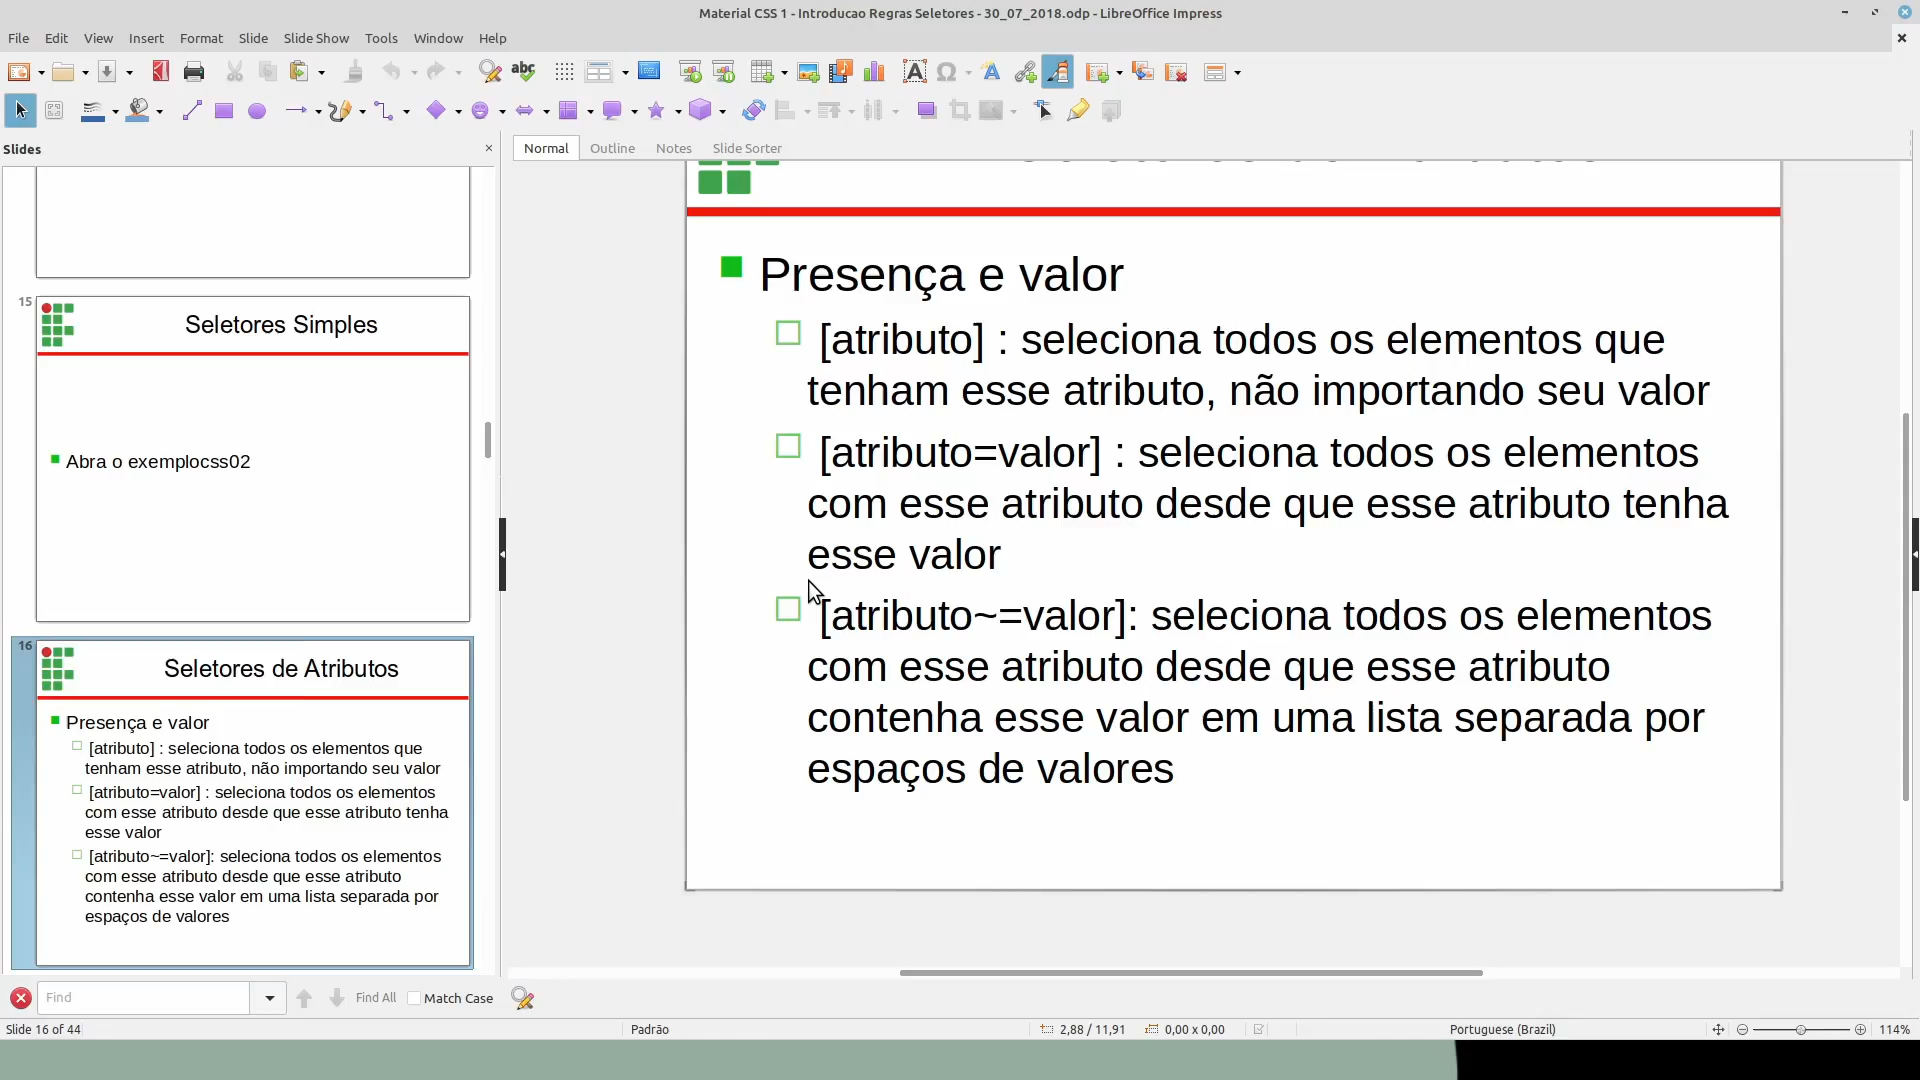 Material CSS 1 - Introducao Regras Seletores - 30_07_2018.odp - LibreOffice Impress
File Edit View Insert Format Slide Slide Show Tools Window Help
Slides
Normal Outline Notes Slide Sorter
15
Seletores Simples
Abra o exemplocss02
16
Seletores de Atributos
Presença e valor
[atributo] : seleciona todos os elementos que
tenham esse atributo, não importando seu valor
[atributo=valor] : seleciona todos os elementos
com esse atributo desde que esse atributo tenha
esse valor
[atributo~=valor]: seleciona todos os elementos
com esse atributo desde que esse atributo
contenha esse valor em uma lista separada por
espaços de valores
Presença e valor
[atributo] : seleciona todos os elementos que
tenham esse atributo, não importando seu valor
[atributo=valor] : seleciona todos os elementos
com esse atributo desde que esse atributo tenha
esse valor
[atributo~=valor]: seleciona todos os elementos
com esse atributo desde que esse atributo
contenha esse valor em uma lista separada por
espaços de valores
Find Find All Match Case
Slide 16 of 44 Padrão 2,88 / 11,91 0,00 x 0,00 Portuguese (Brazil) 114%